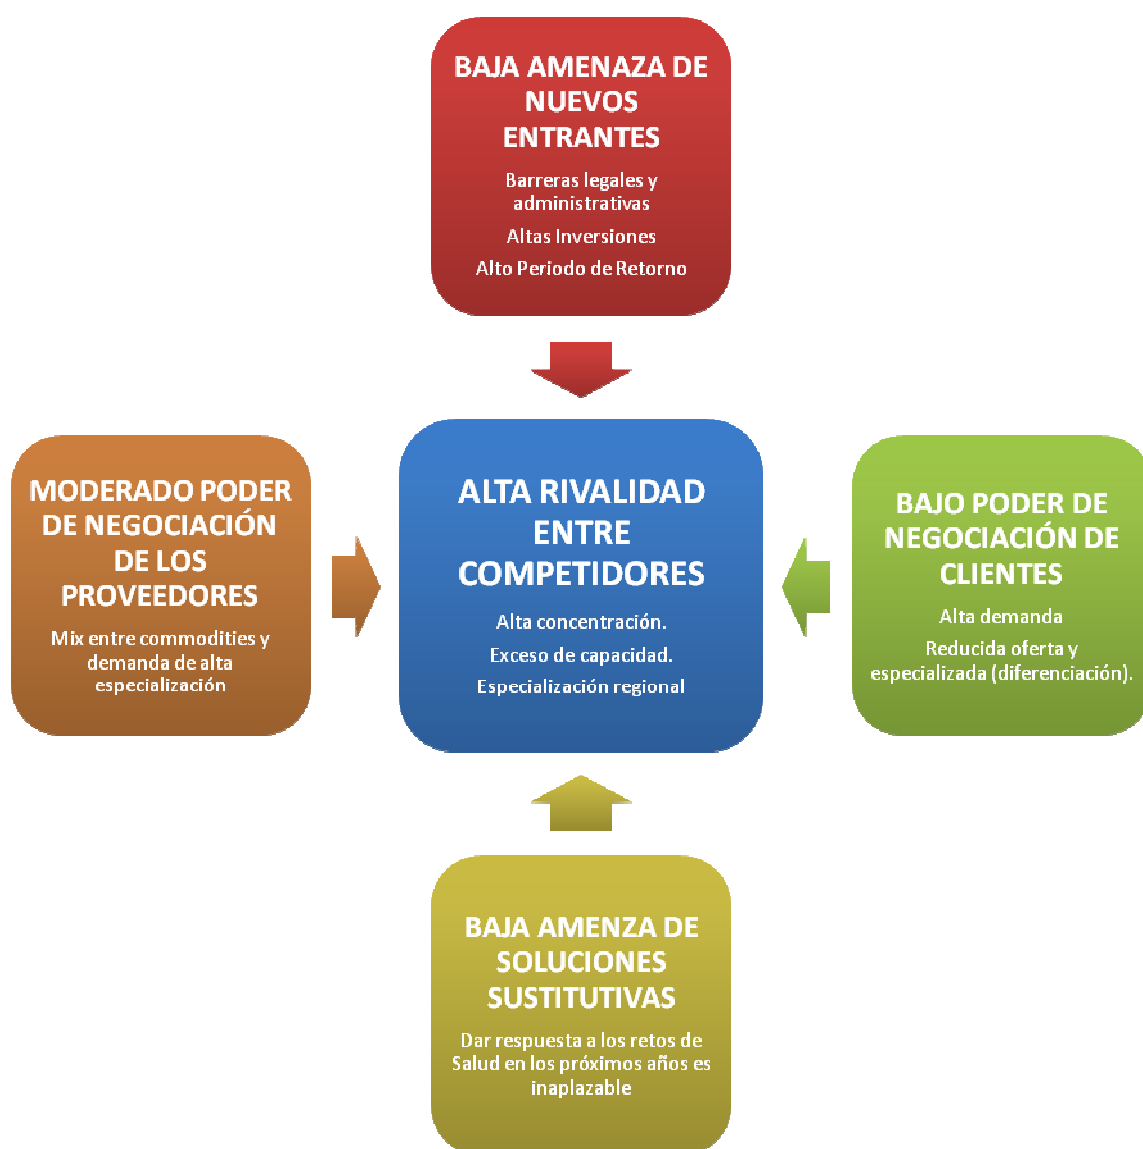 BAJA AMENAZA DE
NUEVOS
ENTRANTES
Barreras legales y
administrativas
Altas Inversiones
Alto Periodo de Retorno
MODERADO PODER
DE NEGOCIACIÓN
DE LOS
PROVEEDORES
Mix entre commodities y
demanda de alta
especialización
ALTA RIVALIDAD
ENTRE
COMPETIDORES
Alta concentración.
Exceso de capacidad.
Especialización regional
BAJO PODER DE
NEGOCIACIÓN DE
CLIENTES
Alta demanda
Reducida oferta y
especializada (diferenciación).
BAJA AMENZA DE
SOLUCIONES
SUSTITUTIVAS
Dar respuesta a los retos de
Salud en los próximos años es
inaplazable